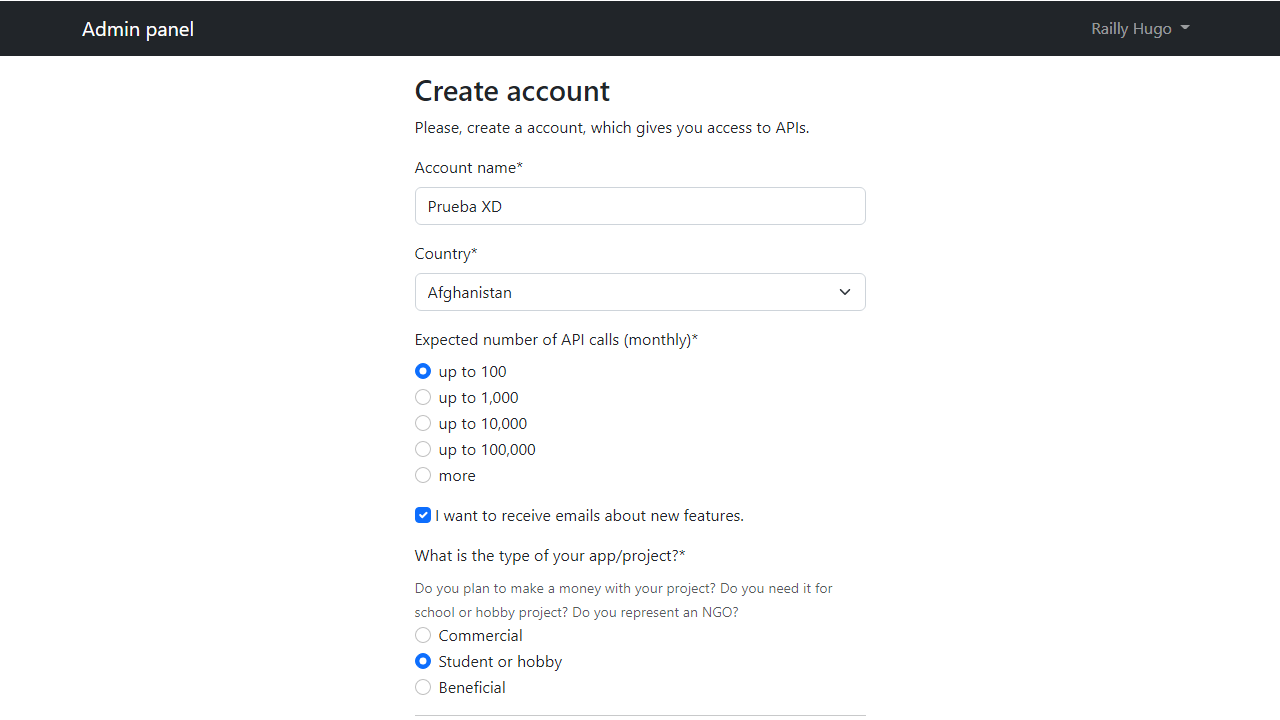 Admin panel
Railly Hugo
Create account
Please, create a account, which gives you access to APIs.
Account name*
Prueba XD
Country*
Afghanistan
Expected number of API calls (monthly)*
up to 100
up to 1,000
up to 10,000
up to 100,000
more
I want to receive emails about new features.
What is the type of your app/project?*
Do you plan to make a money with your project? Do you need it for
school or hobby project? Do you represent an NGO?
Commercial
Student or hobby
Beneficial